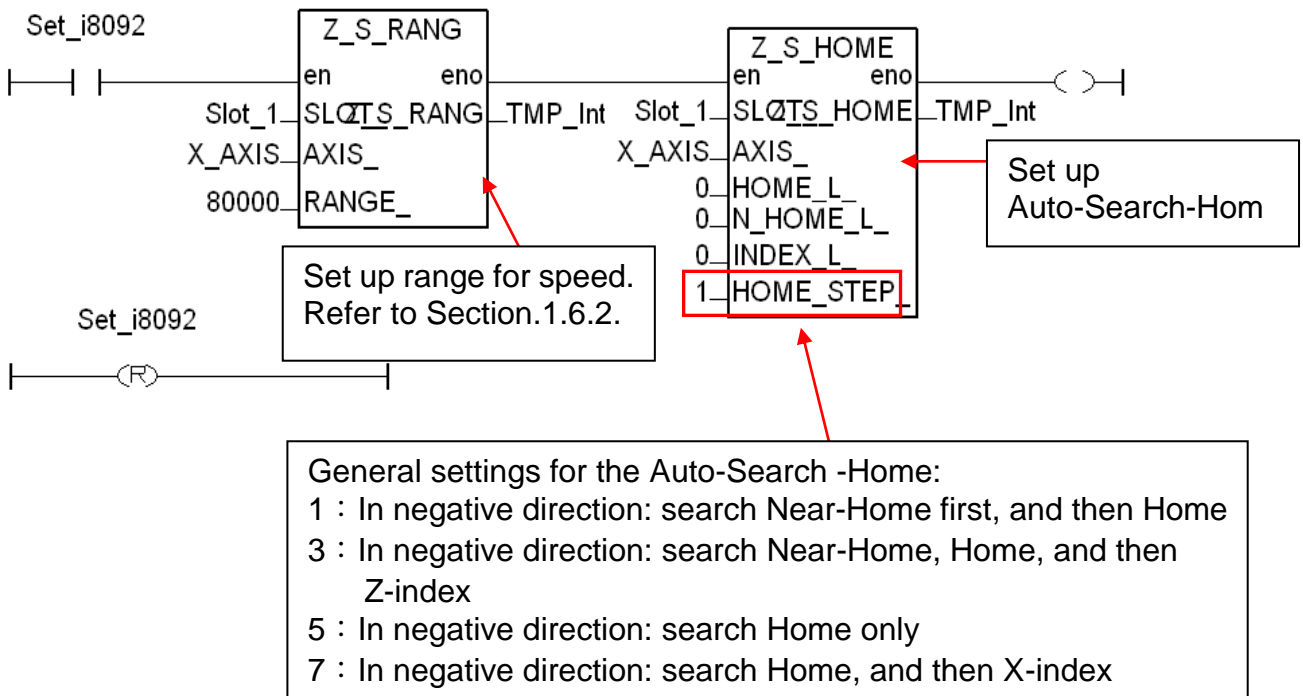 Set_i8092
Z_S_RANG
en eno
Slot_1 SLOT_ Z_S_RANG TMP_Int
X_AXIS AXIS_
80000 RANGE_
Z_S_HOME
en eno
Slot_1 SLOT_ Z_S_HOME TMP_Int
X_AXIS AXIS_
0 HOME_L_
0 N_HOME_L_
0 INDEX_L_
1 HOME_STEP_
Set up
Auto-Search-Hom
Set up range for speed.
Refer to Section.1.6.2.
Set_i8092
(R)
General settings for the Auto-Search -Home:
1：In negative direction: search Near-Home first, and then Home
3：In negative direction: search Near-Home, Home, and then
Z-index
5：In negative direction: search Home only
7：In negative direction: search Home, and then X-index